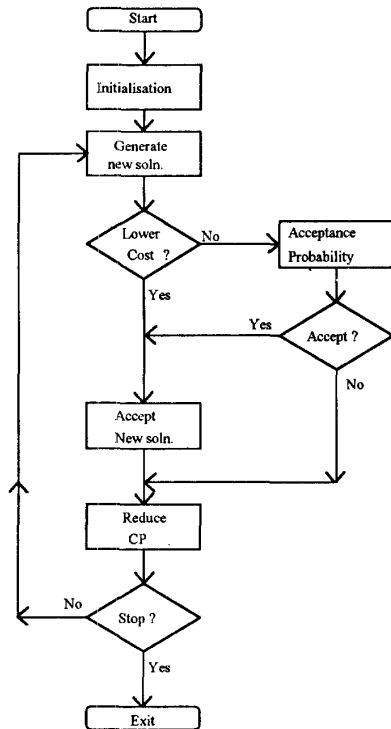 Start
Initialisation
Generate
new soln.
Lower
Cost ?
No
Acceptance
Probability
Yes
Yes
Accept ?
No
Accept
New soln.
Reduce
CP
No
Stop ?
Yes
Exit